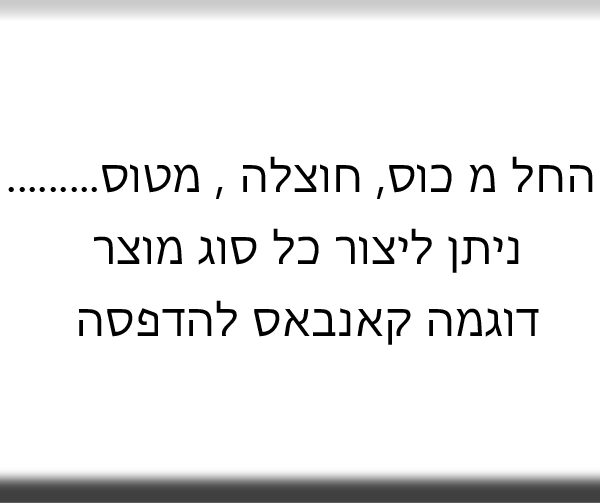 החל מ כוס, חוצלה , מטוס.........
ניתן ליצור כל סוג מוצר
דוגמה קאנבאס להדפסה